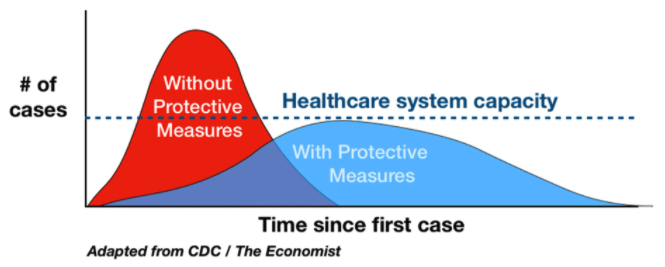 # of
cases
Without
Protective
Measures
Healthcare system capacity
With Protective
Measures
Time since first case
Adapted from CDC / The Economist